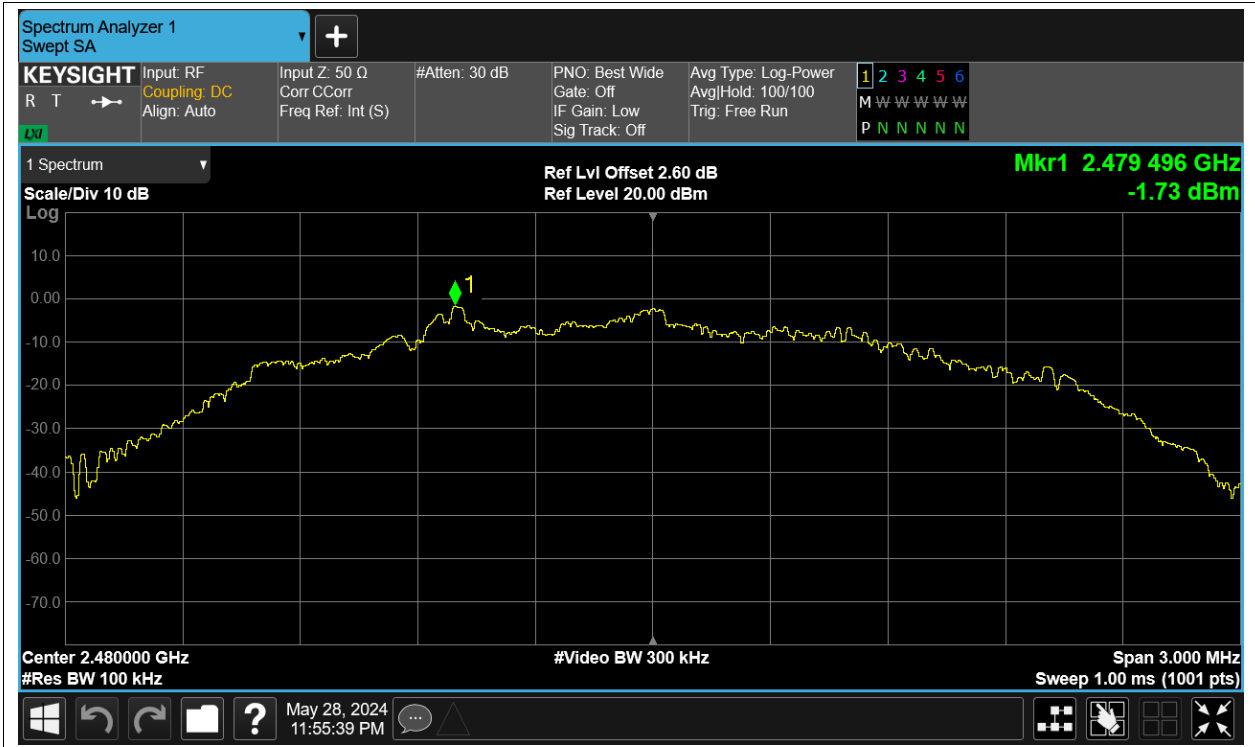 Spectrum Analyzer 1
Swept SA
+
KEYSIGHT
R T
LXI
Input: RF
Coupling: DC
Align: Auto
Input Z: 50 Ω
Corr CCorr
Freq Ref: Int (S)
#Atten: 30 dB
PNO: Best Wide
Gate: Off
IF Gain: Low
Sig Track: Off
Avg Type: Log-Power
Avg|Hold: 100/100
Trig: Free Run
1 2 3 4 5 6
M W W W W W W
P N N N N N
1 Spectrum
Scale/Div 10 dB
Log
Ref Lvl Offset 2.60 dB
Ref Level 20.00 dBm
Mkr1 2.479 496 GHz
-1.73 dBm
1
10.0
0.00
-10.0
-20.0
-30.0
-40.0
-50.0
-60.0
-70.0
Center 2.480000 GHz
#Video BW 300 kHz
Span 3.000 MHz
#Res BW 100 kHz
Sweep 1.00 ms (1001 pts)
?
May 28, 2024
11:55:39 PM